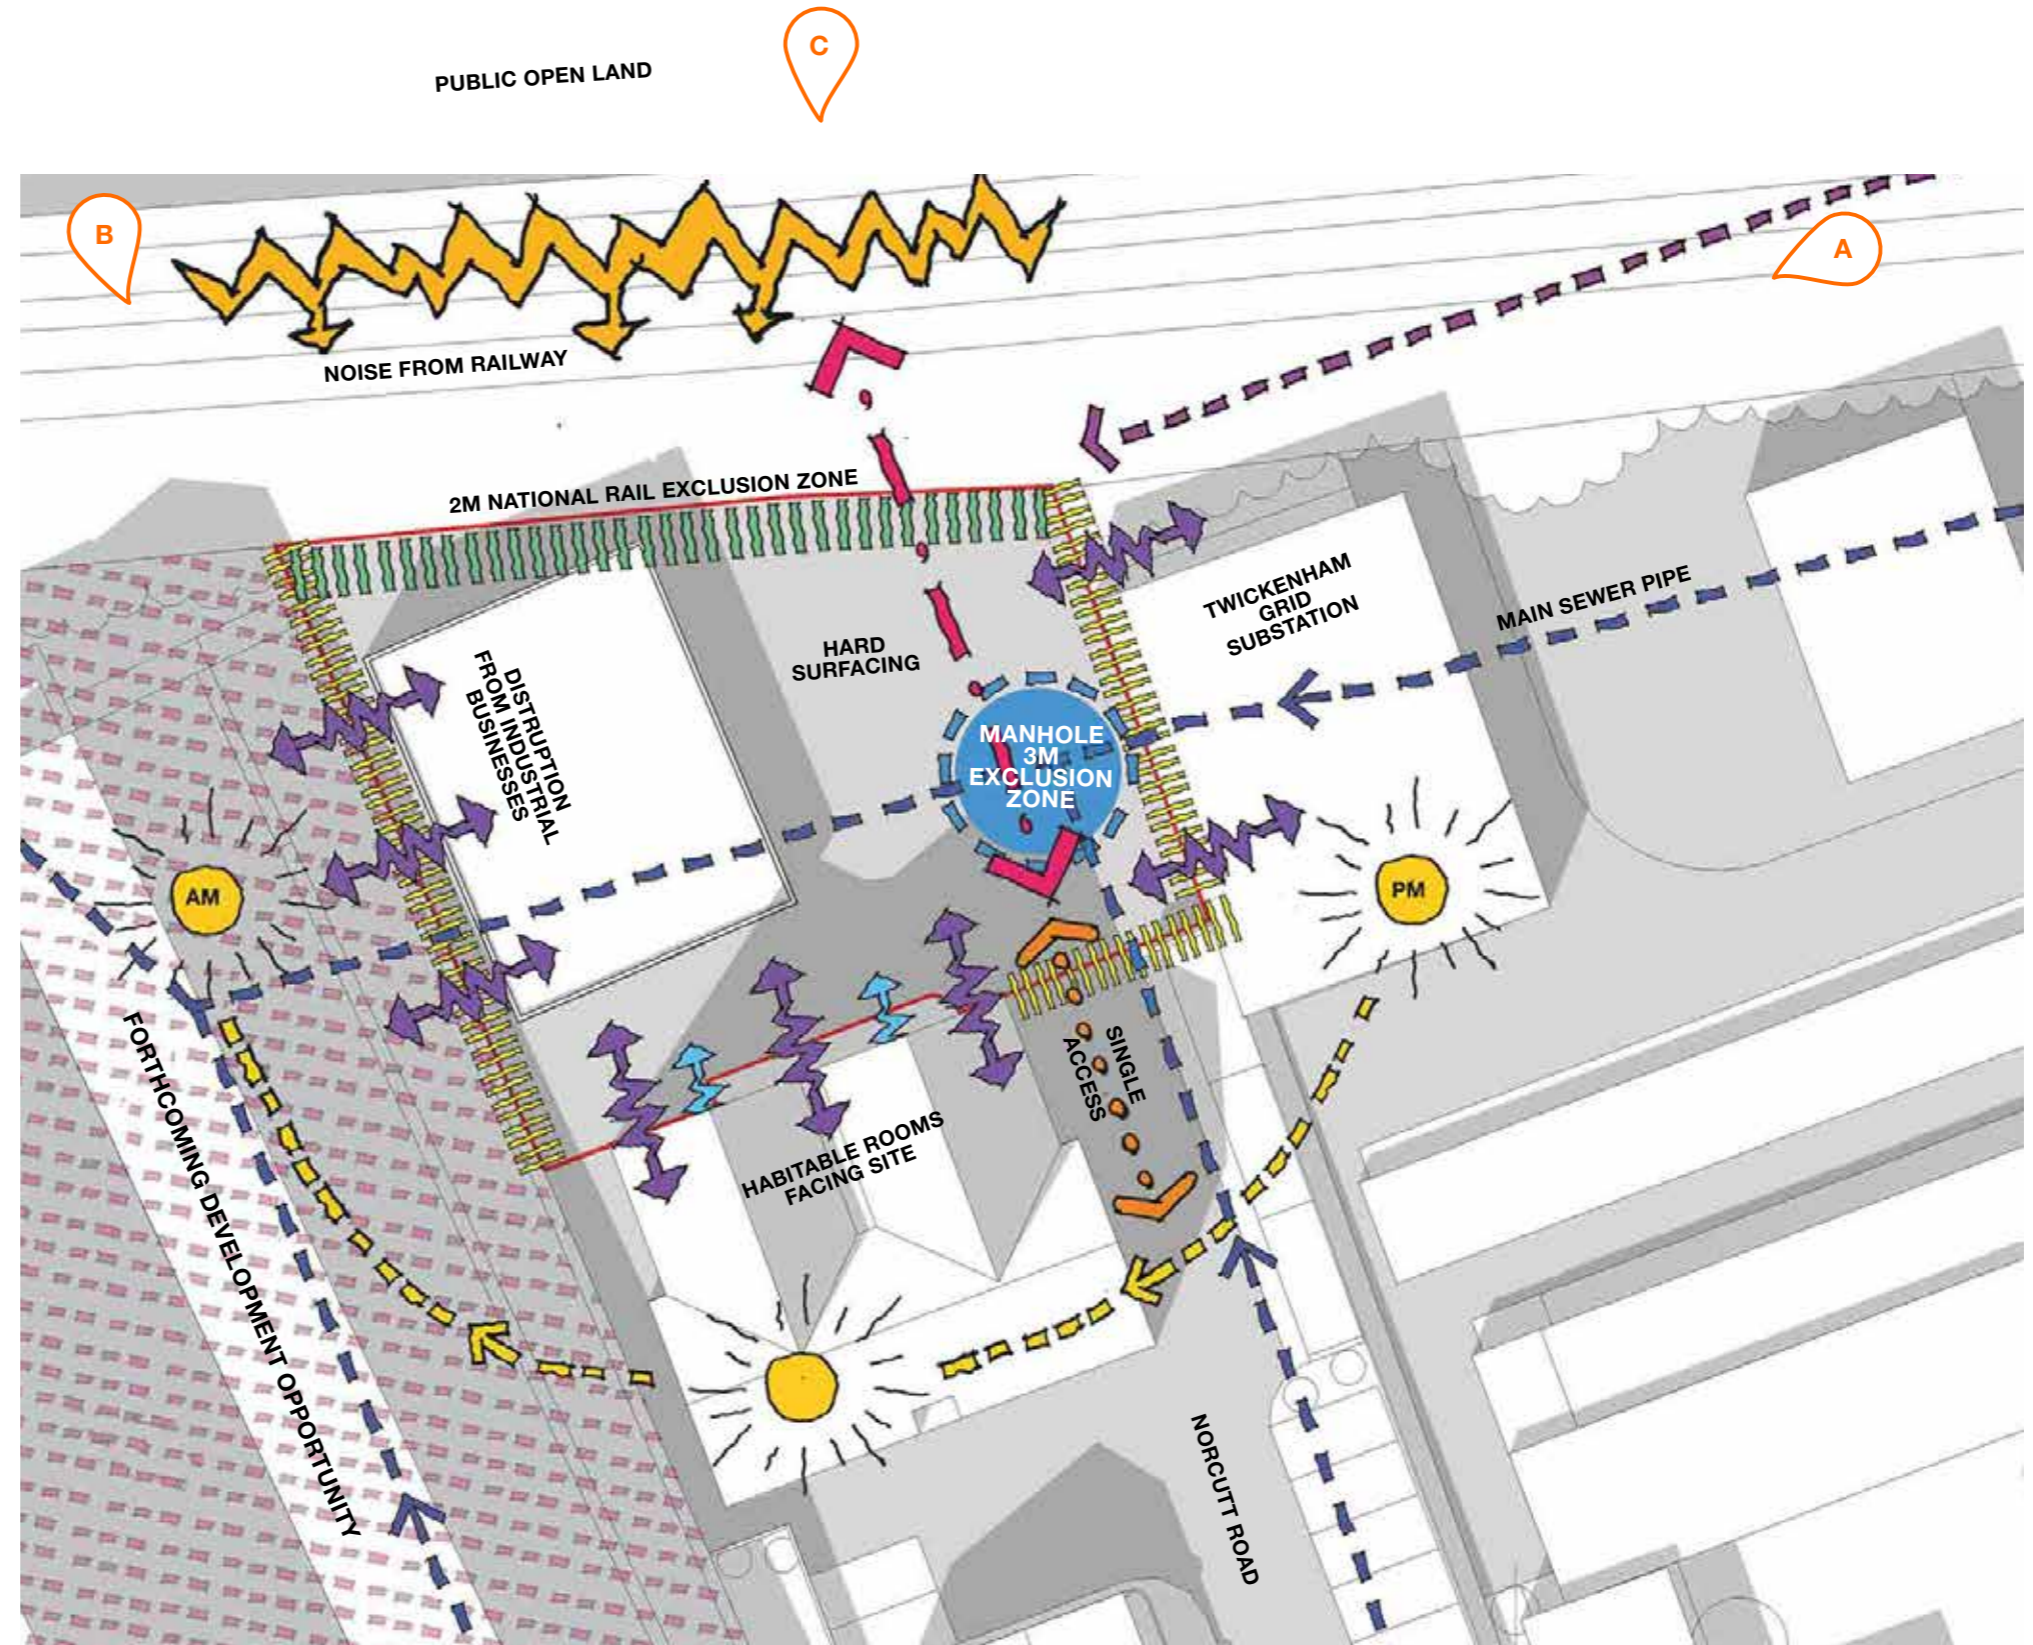 C
PUBLIC OPEN LAND
B
A
NOISE FROM RAILWAY
2M NATIONAL RAIL EXCLUSION ZONE
TWICKENHAM
GRID
SUBSTATION
MAIN SEWER PIPE
HARD
SURFACING
DISTRUPTION
FROM INDUSTRIAL
BUSINESSES
MANHOLE
3M
EXCLUSION
ZONE
AM
PM
SINGLE
ACCESS
HABITABLE ROOMS
FACING SITE
FORTHCOMING DEVELOPMENT OPPORTUNITY
NORCUTT ROAD